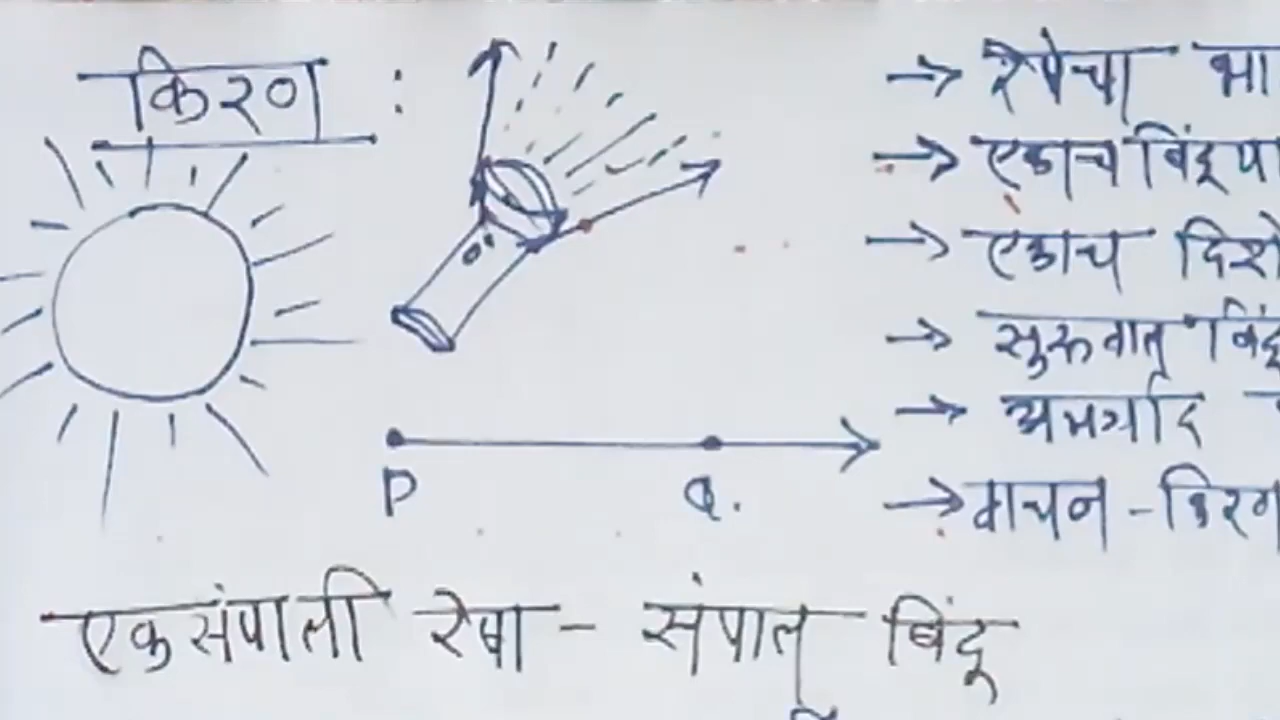 किरण :
→ रेषेचा भा
→ एकाच बिंदूपा
→ एकाच दिशे
→ सुरुवात बिंदू
→ अमर्याद
→ वाचन - किरण
P Q.
एकसंपाती रेषा - संपात बिंदू